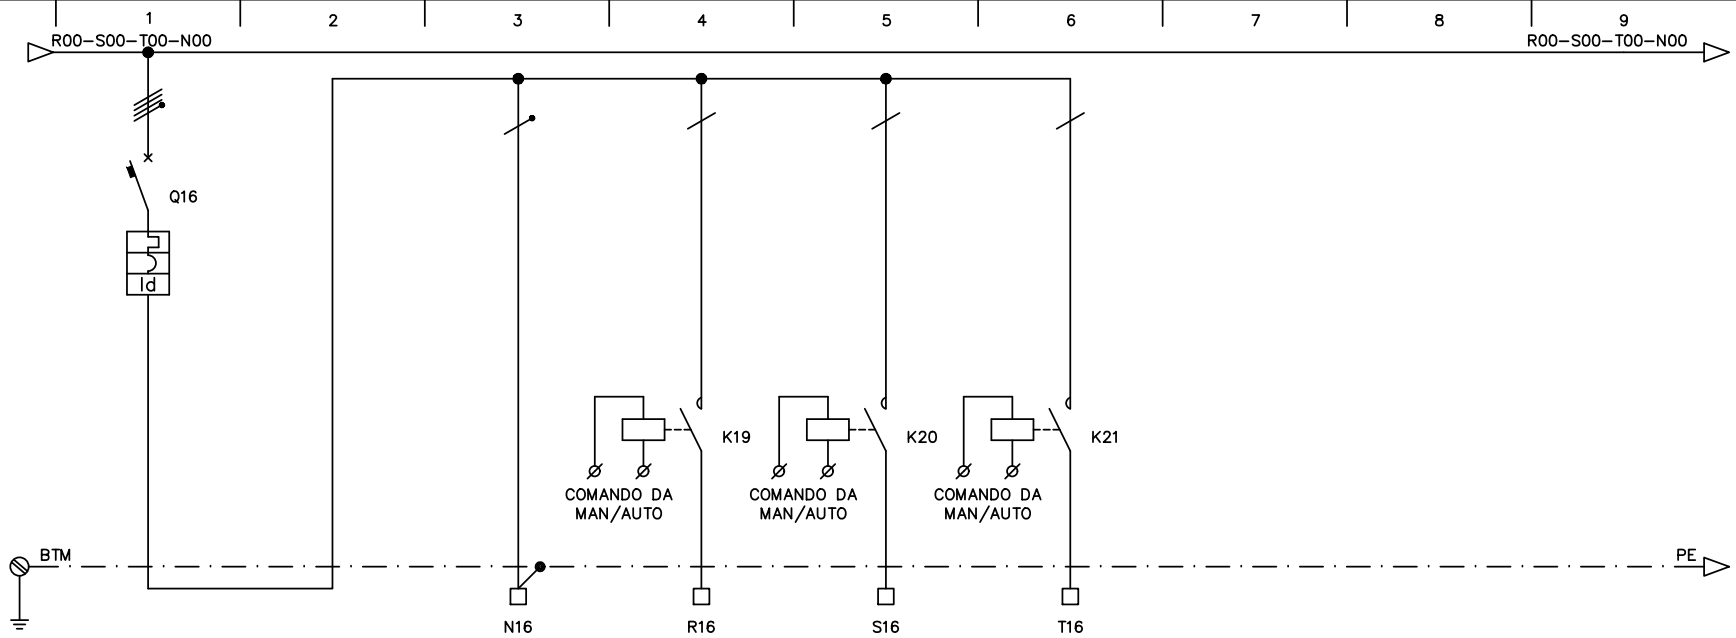 1 2 3 4 5 6 7 8 9
R00-S00-T00-N00 R00-S00-T00-N00
Q16
Id
K19 K20 K21
COMANDO DA COMANDO DA COMANDO DA
MAN/AUTO MAN/AUTO MAN/AUTO
BTM PE
N16 R16 S16 T16